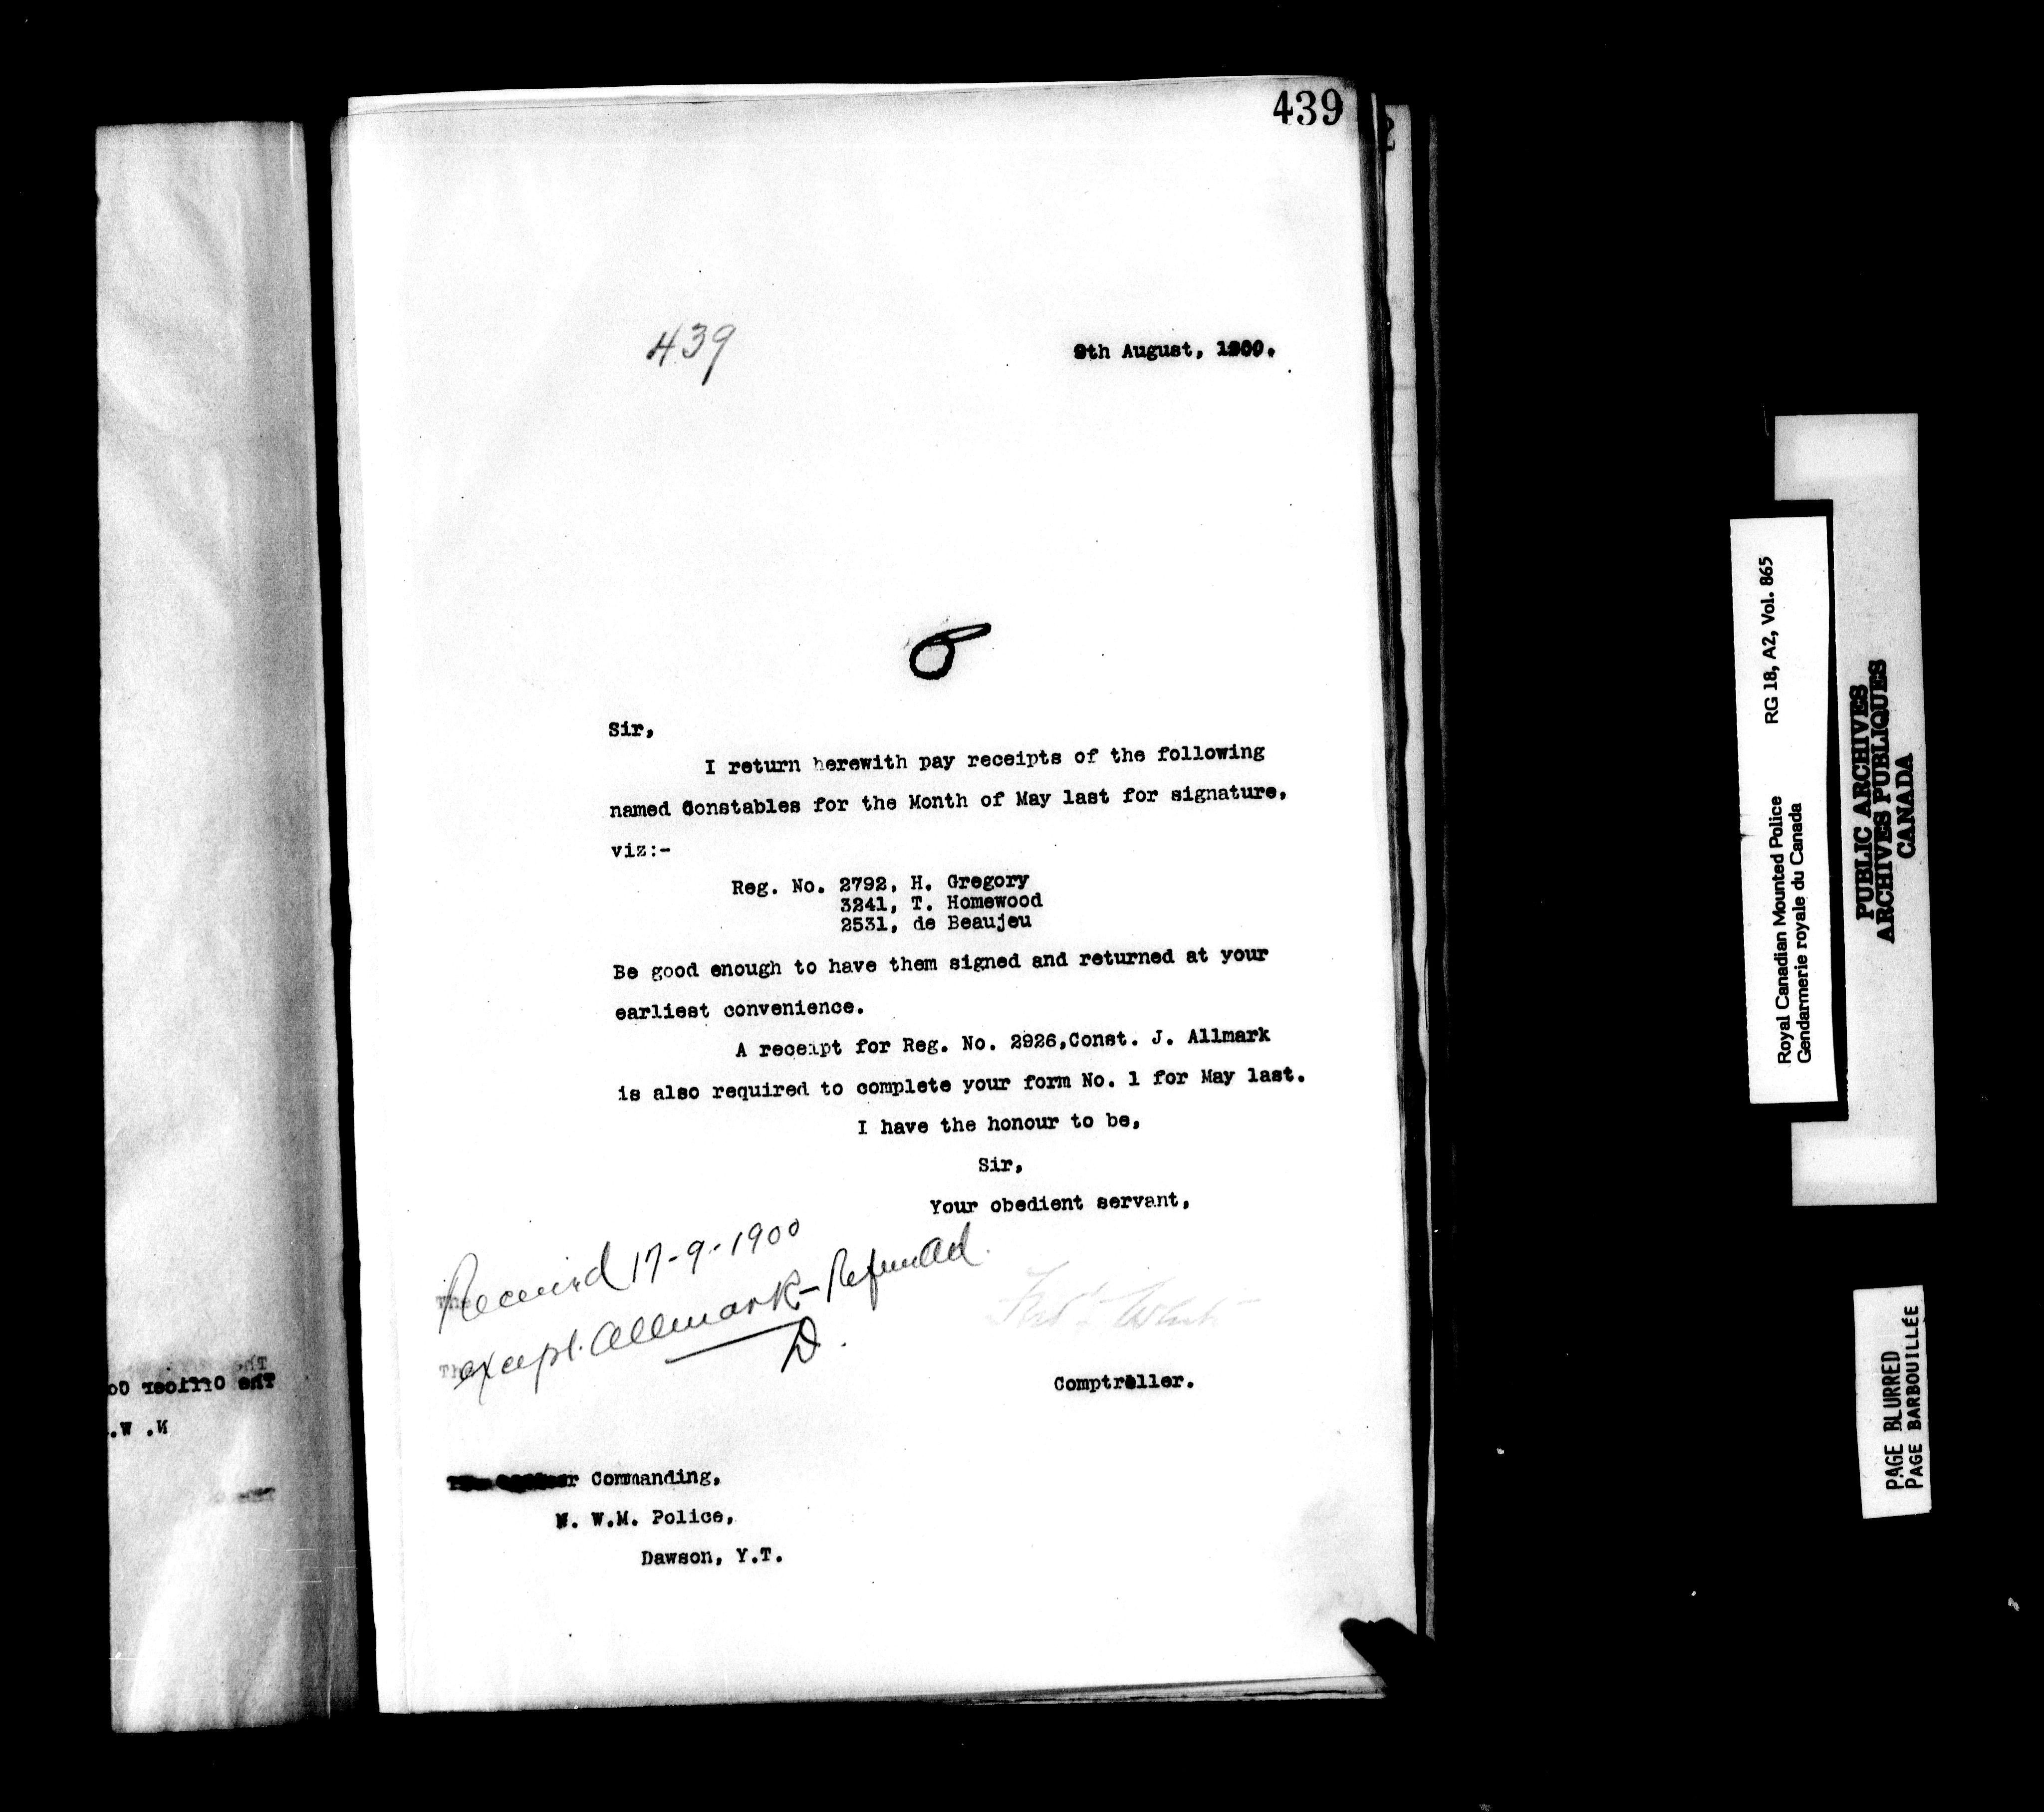 439
439
9th August, 1900.
Sir,
I return herewith pay receipts of the following
named Constables for the Month of May last for signature,
viz:-
Reg. No. 2792, H. Gregory
3241, T. Homewood
2531, de Beaujeu
Be good enough to have them signed and returned at your
earliest convenience.
A receipt for Reg. No. 2926,Const. J. Allmark
is also required to complete your form No. 1 for May last.
I have the honour to be,
Sir,
Your obedient servant,
Received 17-9-1900
except. Allmark-
D.
Fred White
Comptroller.
Commanding,
N. W.M. Police,
Dawson, Y.T.
The Officer Co
N. W.
Royal Canadian Mounted Police RG 18, A2, Vol. 865
Gendarmerie royale du Canada
PUBLIC ARCHIVES
ARCHIVES PUBLIQUES
CANADA
PAGE BLURRED
PAGE BARBOUILLÉE